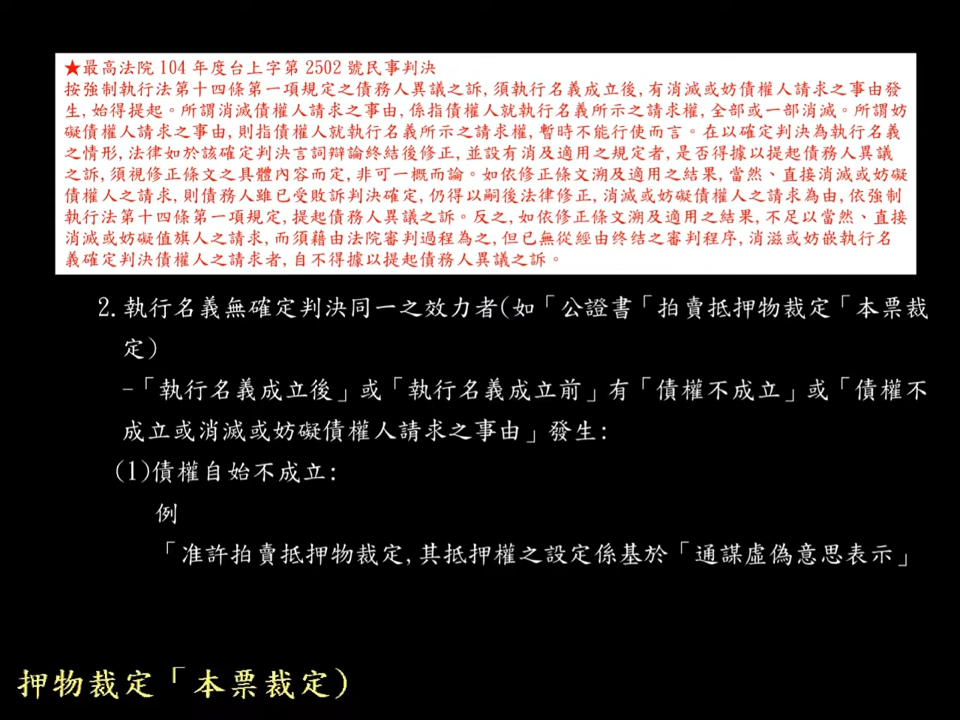 ★最高法院 104 年度台上字第 2502 號民事判決
按強制執行法第十四條第一項規定之債務人異議之訴,須執行名義成立後,有消滅或妨債權人請求之事由發
生,始得提起。所謂消滅債權人請求之事由,係指債權人就執行名義所示之請求權,全部或一部消滅。所謂妨
礙債權人請求之事由,則指債權人就執行名義所示之請求權,暫時不能行使而言。在以確定判決為執行名義
之情形,法律如於該確定判決言詞辯論終結後修正,並設有消及適用之規定者,是否得據以提起債務人異議
之訴,須視修正條文之具體內容而定,非可一概而論。如依修正條文溯及適用之結果,當然、直接消滅或妨礙
債權人之請求,則債務人雖已受敗訴判決確定,仍得以嗣後法律修正,消滅或妨礙債權人之請求為由,依強制
執行法第十四條第一項規定,提起債務人異議之訴。反之,如依修正條文溯及適用之結果,不足以當然、直接
消滅或妨礙值旗人之請求,而須藉由法院審判過程為之,但已無從經由终结之審判程序,消滋或妨嵌執行名
義確定判決債權人之請求者,自不得據以提起債務人異議之訴。
2.執行名義無確定判決同一之效力者(如「公證書「拍賣抵押物裁定「本票裁
定)
-「執行名義成立後」或「執行名義成立前」有「債權不成立」或「債權不
成立或消滅或妨礙債權人請求之事由」發生:
(1)債權自始不成立:
例
「准許拍賣抵押物裁定,其抵押權之設定係基於「通謀虛偽意思表示」
押物裁定「本票裁定)